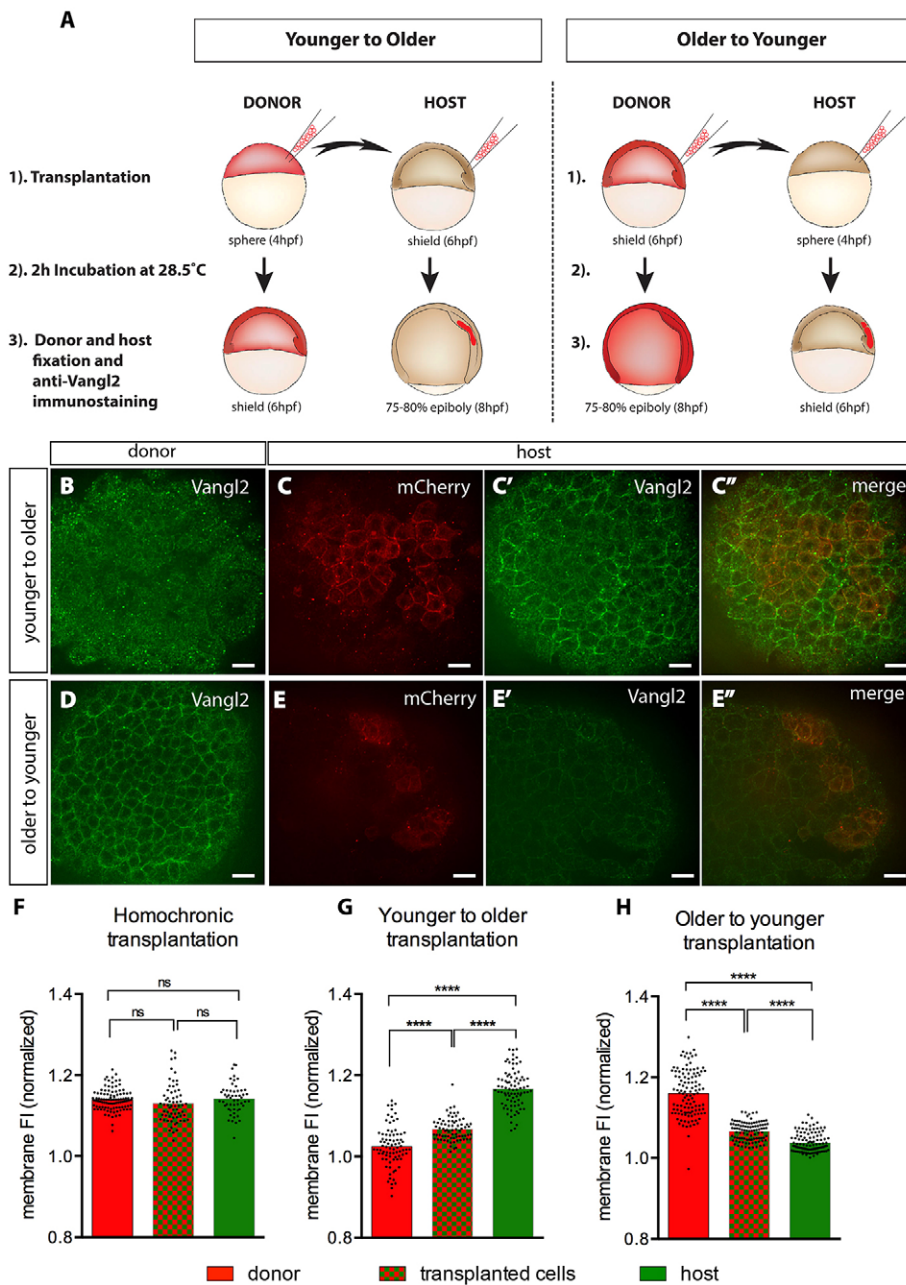 A
Younger to Older
Older to Younger
DONOR
HOST
DONOR
HOST
1). Transplantation
1).
sphere (4hpf)
shield (6hpf)
shield (6hpf)
sphere (4hpf)
2). 2h Incubation at 28.5˚C
2).
3). Donor and host
fixation and
anti-Vangl2
immunostaining
3).
shield (6hpf)
75-80% epiboly (8hpf)
75-80% epiboly (8hpf)
shield (6hpf)
donor
host
younger to older
B
Vangl2
C
mCherry
C'
Vangl2
C"
merge
older to younger
D
Vangl2
E
mCherry
E'
Vangl2
E"
merge
F
Homochronic
transplantation
ns
ns
ns
membrane FI (normalized)
1.4
1.2
1.0
0.8
G
Younger to older
transplantation
****
****
****
membrane FI (normalized)
1.4
1.2
1.0
0.8
H
Older to younger
transplantation
****
****
****
membrane FI (normalized)
1.4
1.2
1.0
0.8
donor
transplanted cells
host